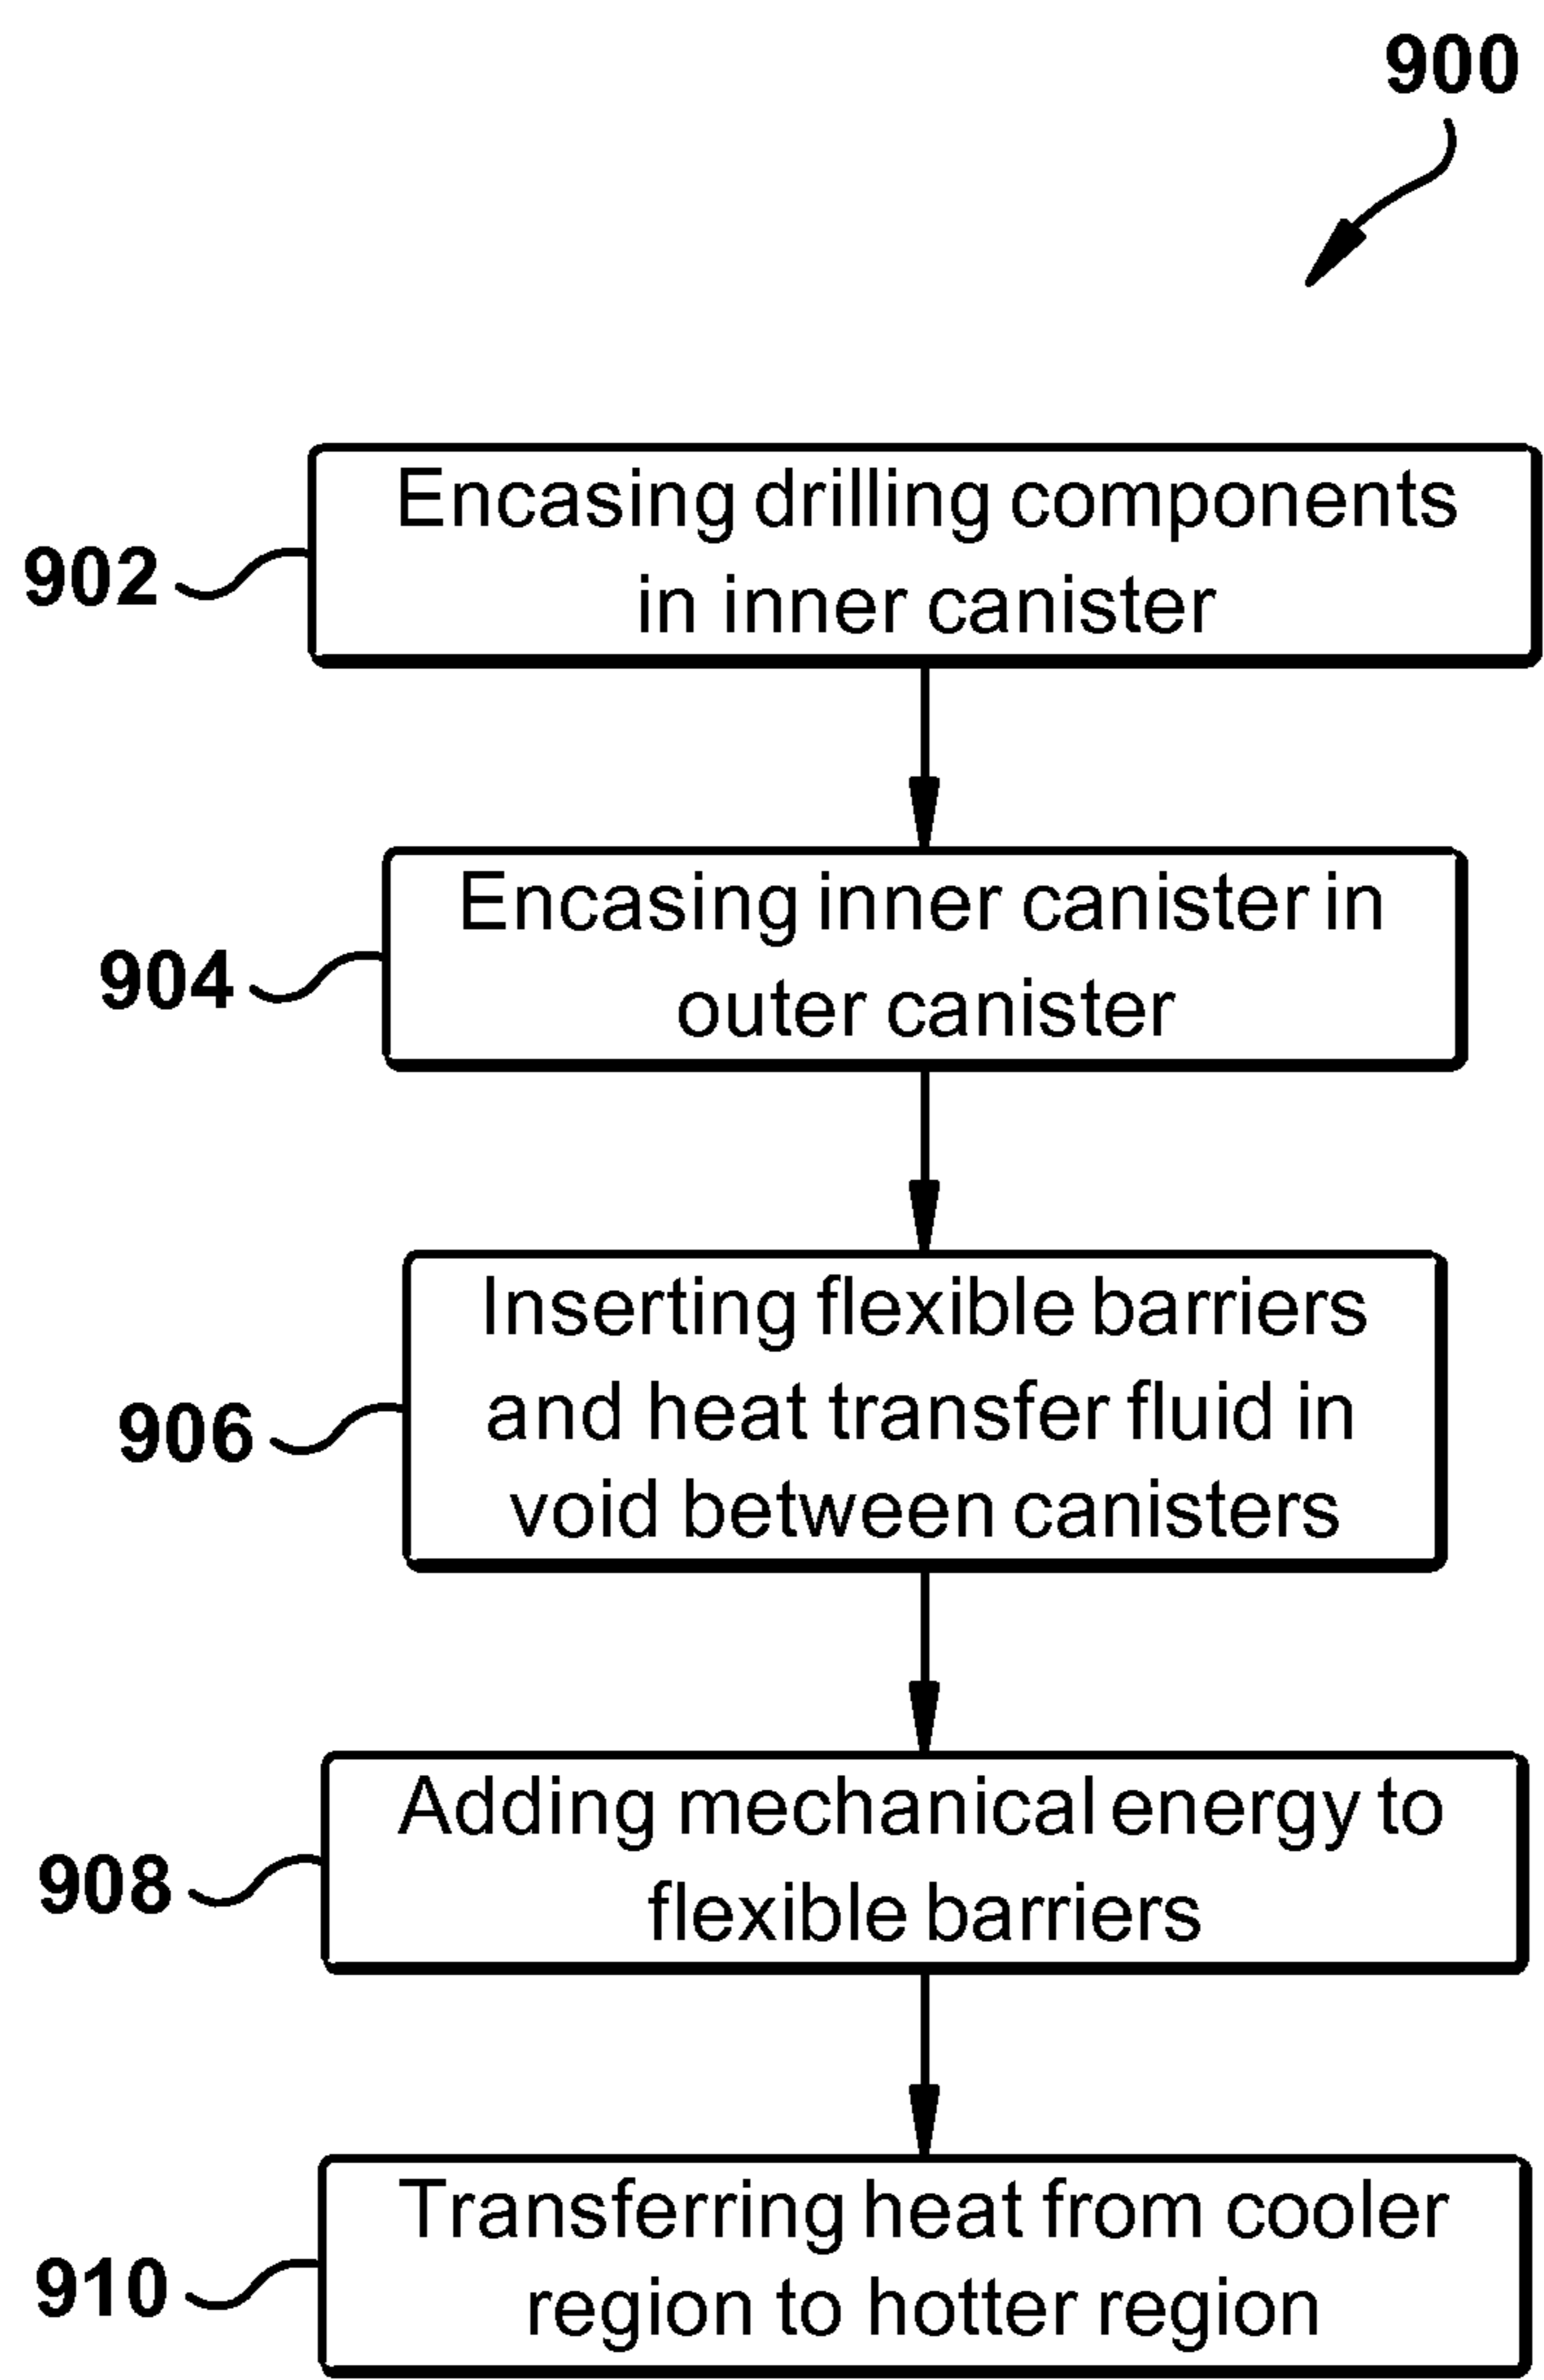 900
902
Encasing drilling components
in inner canister
904
Encasing inner canister in
outer canister
906
Inserting flexible barriers
and heat transfer fluid in
void between canisters
908
Adding mechanical energy to
flexible barriers
910
Transferring heat from cooler
region to hotter region